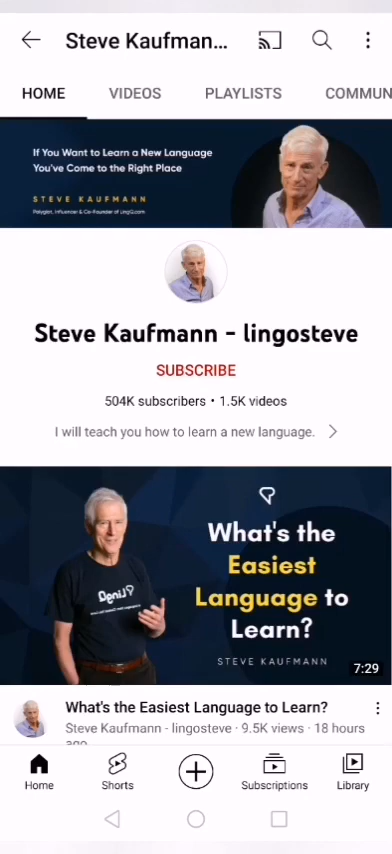 Steve Kaufman...
HOME VIDEOS PLAYLISTS COMMUN
If You Want to Learn a New Language
You've Come to the Right Place
STEVE KAUFMANN
Polyglot, Influencer & Co-Founder of LingQ.com
Steve Kaufmann - lingosteve
SUBSCRIBE
504K subscribers • 1.5K videos
I will teach you how to learn a new language.
What's the
Easiest
Language to
Learn?
STEVE KAUFMANN
LingQ
7:29
What's the Easiest Language to Learn?
Steve Kaufmann - lingosteve · 9.5K views · 18 hours
ago
Home Shorts Subscriptions Library